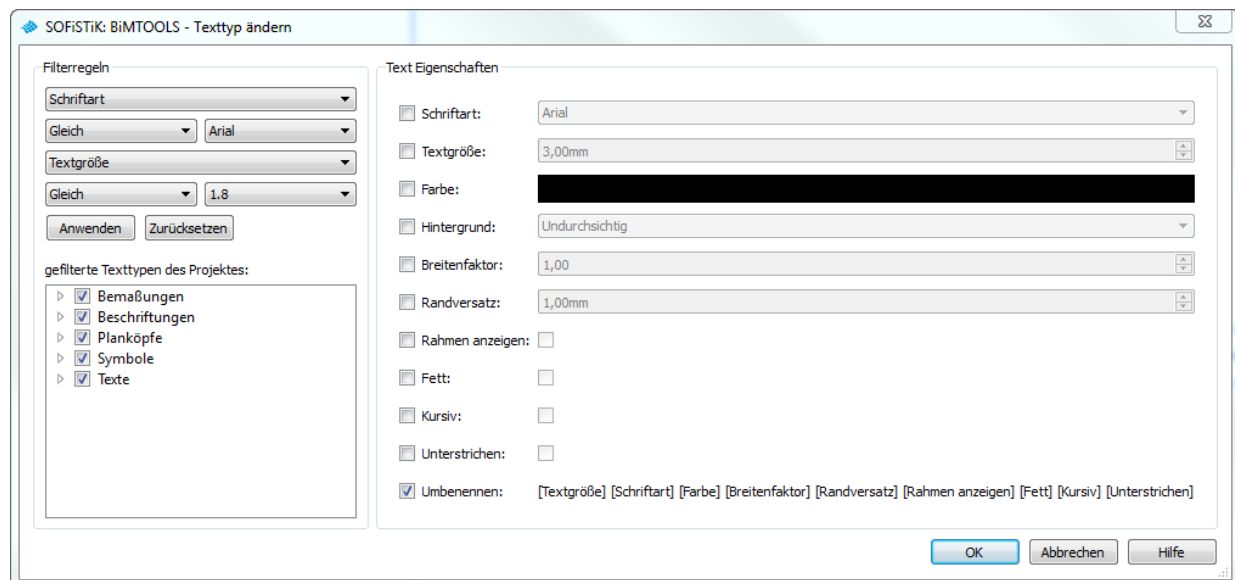 SOFiSTiK: BiMTOOLS - Texttyp ändern
Filterregeln
Schriftart
Gleich Arial
Textgröße
Gleich 1.8
Anwenden Zurücksetzen
gefilterte Texttypen des Projektes:
Bemaßungen
Beschriftungen
Planköpfe
Symbole
Texte
Text Eigenschaften
Schriftart: Arial
Textgröße: 3,00mm
Farbe:
Hintergrund: Undurchsichtig
Breitenfaktor: 1,00
Randversatz: 1,00mm
Rahmen anzeigen:
Fett:
Kursiv:
Unterstrichen:
Umbenennen: [Textgröße] [Schriftart] [Farbe] [Breitenfaktor] [Randversatz] [Rahmen anzeigen] [Fett] [Kursiv] [Unterstrichen]
OK Abbrechen Hilfe